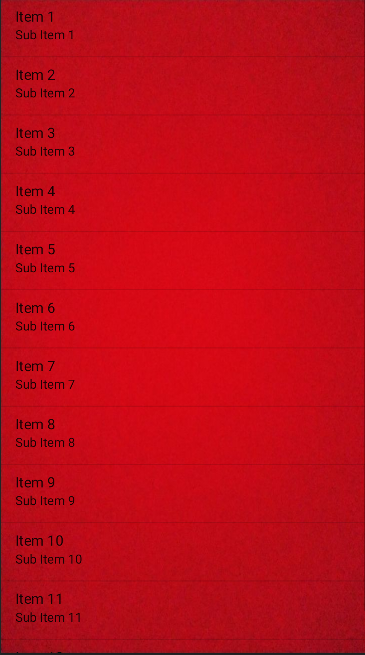 Item 1
Sub Item 1
Item 2
Sub Item 2
Item 3
Sub Item 3
Item 4
Sub Item 4
Item 5
Sub Item 5
Item 6
Sub Item 6
Item 7
Sub Item 7
Item 8
Sub Item 8
Item 9
Sub Item 9
Item 10
Sub Item 10
Item 11
Sub Item 11